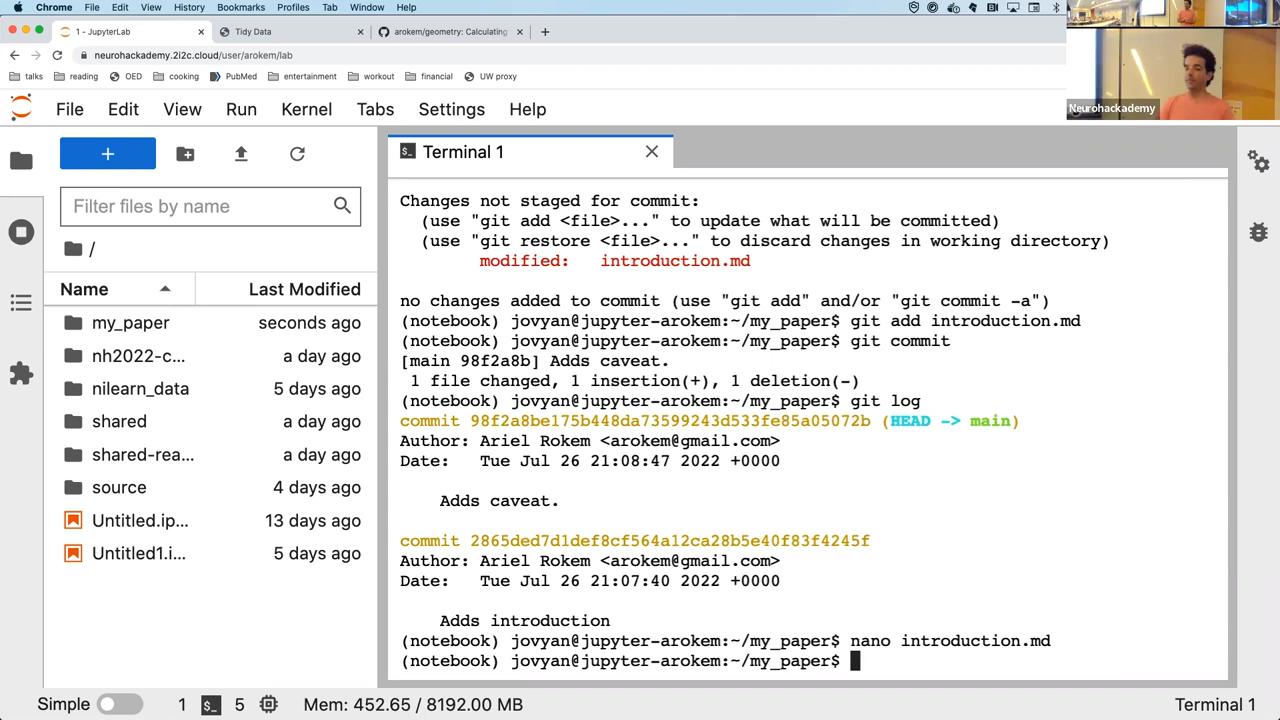 Chrome File Edit View History Bookmarks Profiles Tab Window Help
1 - JupyterLab
Tidy Data
arokem/geometry: Calculating
neurohackademy.2i2c.cloud/user/arokem/lab
talks reading OED cooking PubMed entertainment workout financial UW proxy
Neurohackademy
File Edit View Run Kernel Tabs Settings Help
Terminal 1
Filter files by name
/
Name Last Modified
my_paper seconds ago
nh2022-c... a day ago
nilearn_data 5 days ago
shared a day ago
shared-rea... a day ago
source 4 days ago
Untitled.ip... 13 days ago
Untitled1.i... 5 days ago
Changes not staged for commit:
(use "git add <file>..." to update what will be committed)
(use "git restore <file>..." to discard changes in working directory)
modified: introduction.md
no changes added to commit (use "git add" and/or "git commit -a")
(notebook) jovyan@jupyter-arokem:~/my_paper$ git add introduction.md
(notebook) jovyan@jupyter-arokem:~/my_paper$ git commit
[main 98f2a8b] Adds caveat.
1 file changed, 1 insertion(+), 1 deletion(-)
(notebook) jovyan@jupyter-arokem:~/my_paper$ git log
commit 98f2a8be175b448da73599243d533fe85a05072b (HEAD -> main)
Author: Ariel Rokem <arokem@gmail.com>
Date: Tue Jul 26 21:08:47 2022 +0000
Adds caveat.
commit 2865ded7d1def8cf564a12ca28b5e40f83f4245f
Author: Ariel Rokem <arokem@gmail.com>
Date: Tue Jul 26 21:07:40 2022 +0000
Adds introduction
(notebook) jovyan@jupyter-arokem:~/my_paper$ nano introduction.md
(notebook) jovyan@jupyter-arokem:~/my_paper$
Simple 1 5 Mem: 452.65 / 8192.00 MB Terminal 1